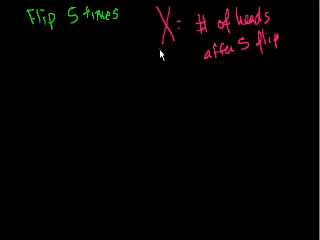 Flip 5 times
X = # of heads
after 5 flip